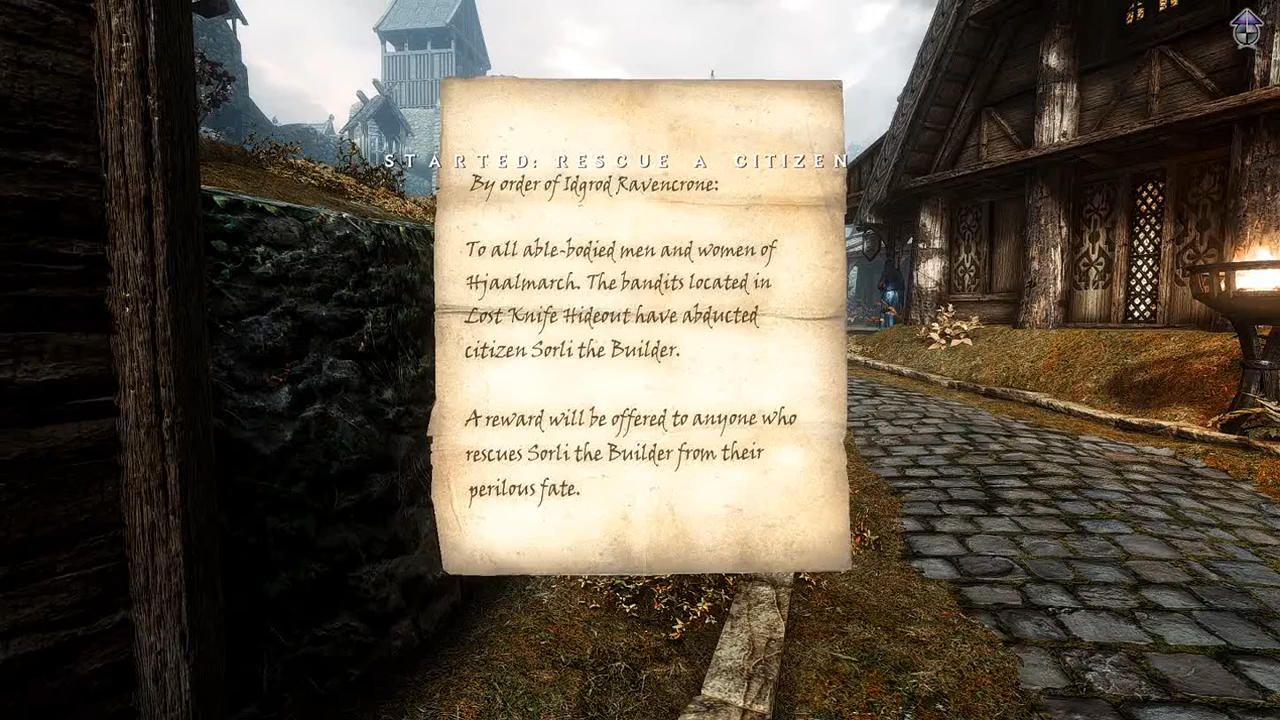 STARTED: RESCUE A CITIZEN
By order of Idgrod Ravencrone:
To all able-bodied men and women of
Hjaalmarch. The bandits located in
Lost Knife Hideout have abducted
citizen Sorli the Builder.
A reward will be offered to anyone who
rescues Sorli the Builder from their
perilous fate.